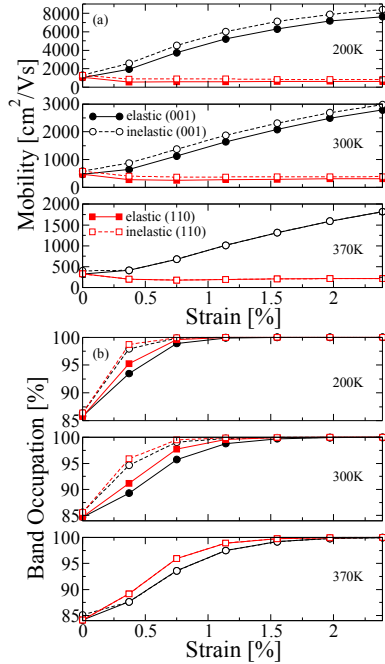 (a)
8000
6000
4000
2000
0
200K
3000
2000
1000
0
elastic (001)
inelastic (001)
300K
2000
1500
1000
500
0
elastic (110)
inelastic (110)
370K
Mobility [cm²/Vs]
0 0.5 1 1.5 2
Strain [%]
(b)
100
95
90
85
200K
100
95
90
85
300K
100
95
90
85
370K
Band Occupation [%]
0 0.5 1 1.5 2
Strain [%]